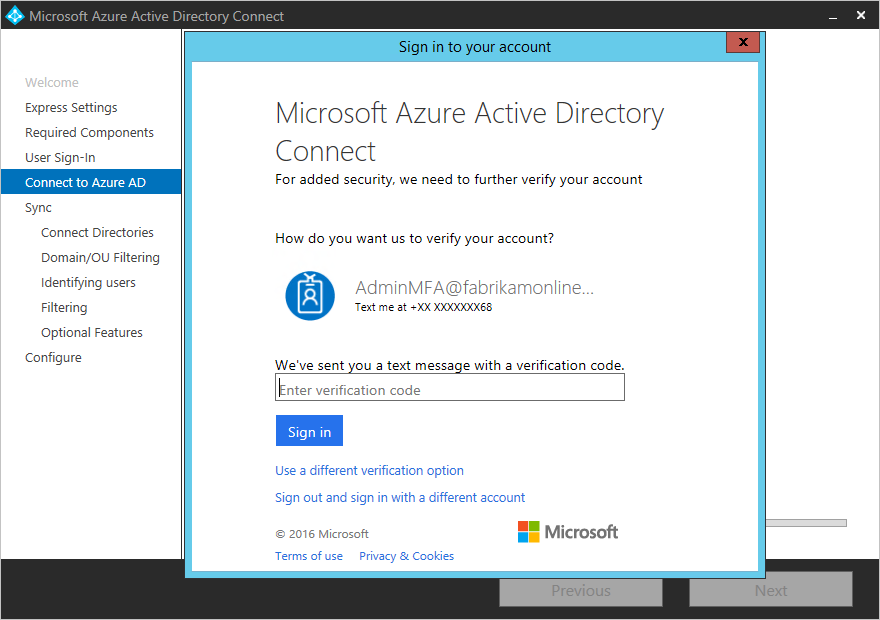 Microsoft Azure Active Directory Connect
Welcome
Express Settings
Required Components
User Sign-In
Connect to Azure AD
Sync
Connect Directories
Domain/OU Filtering
Identifying users
Filtering
Optional Features
Configure
Sign in to your account
Microsoft Azure Active Directory
Connect
For added security, we need to further verify your account
How do you want us to verify your account?
AdminMFA@fabrikamonline...
Text me at +XX XXXXXXX68
We've sent you a text message with a verification code.
Enter verification code
Sign in
Use a different verification option
Sign out and sign in with a different account
© 2016 Microsoft
Microsoft
Terms of use Privacy & Cookies
Previous Next